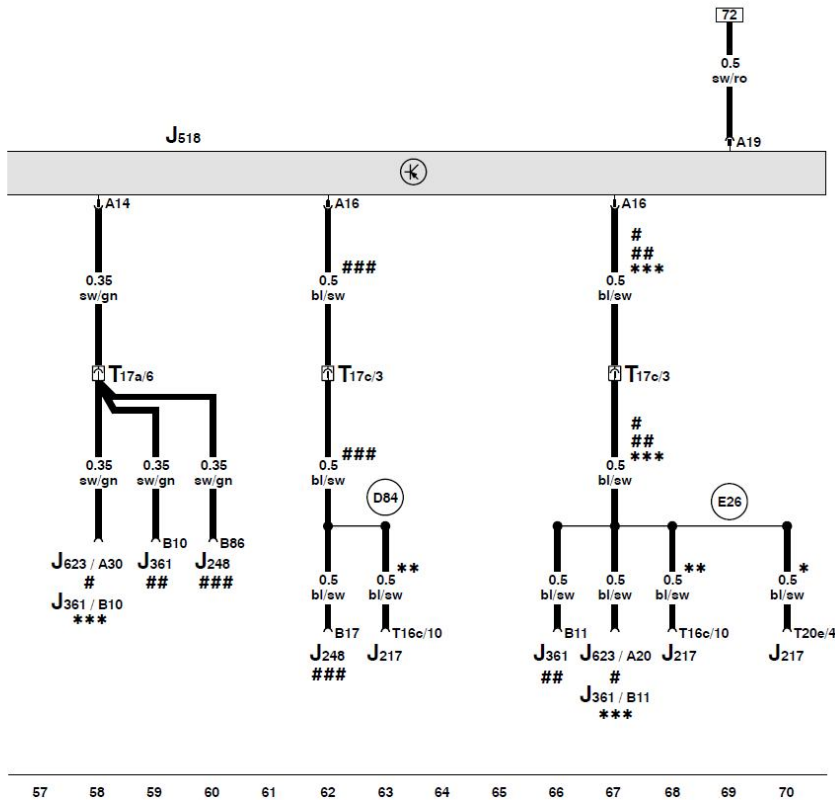 72
0.5
sw/ro
J518
A19
A14 A16 A16
#
##
***
###
0.35 0.5 0.5
sw/gn bl/sw bl/sw
T17a/6 T17c/3 T17c/3
#
##
***
###
0.35 0.35 0.35 0.5 0.5
sw/gn sw/gn sw/gn bl/sw bl/sw
D84 E26
B10 B86
J623 / A30 J361 J248
# ## ###
J361 / B10
***
** ** *
0.5 0.5 0.5 0.5 0.5 0.5
bl/sw bl/sw bl/sw bl/sw bl/sw bl/sw
B17 T16c/10 B11 T16c/10 T20e/4
J248 J217 J361 J623 / A20 J217 J217
### ## #
J361 / B11
***
57 58 59 60 61 62 63 64 65 66 67 68 69 70